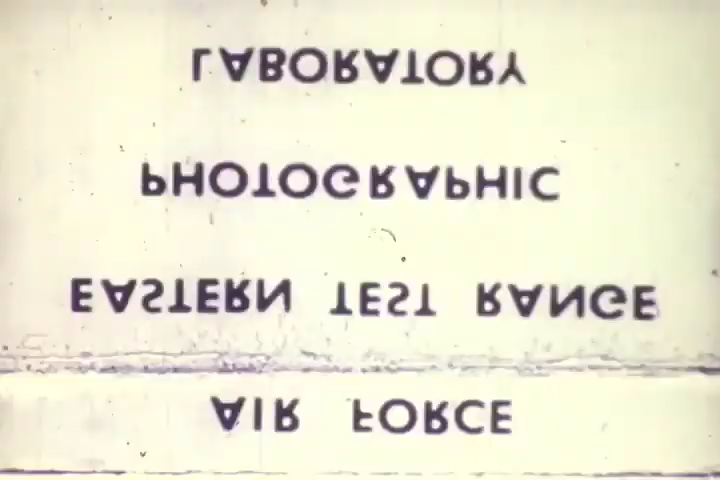 AIR FORCE
EASTERN TEST RANGE
PHOTOGRAPHIC
LABORATORY